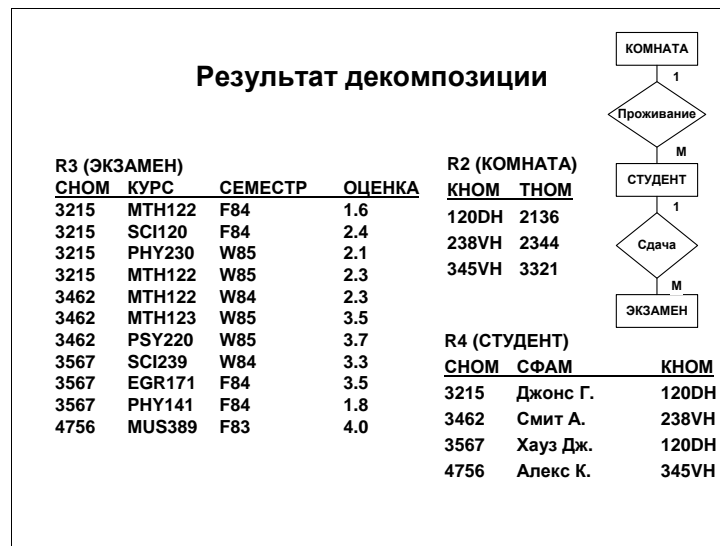 Результат декомпозиции
R3 (ЭКЗАМЕН)
СНОМ КУРС СЕМЕСТР ОЦЕНКА
3215 MTH122 F84 1.6
3215 SCI120 F84 2.4
3215 PHY230 W85 2.1
3215 MTH122 W85 2.3
3462 MTH122 W84 2.3
3462 MTH123 W85 3.5
3462 PSY220 W85 3.7
3567 SCI239 W84 3.3
3567 EGR171 F84 3.5
3567 PHY141 F84 1.8
4756 MUS389 F83 4.0
R2 (КОМНАТА)
КНОМ ТНОМ
120DH 2136
238VH 2344
345VH 3321
R4 (СТУДЕНТ)
СНОМ СФАМ КНОМ
3215 Джонс Г. 120DH
3462 Смит А. 238VH
3567 Хауз Дж. 120DH
4756 Алекс К. 345VH
КОМНАТА
1
Проживание
М
СТУДЕНТ
1
Сдача
М
ЭКЗАМЕН